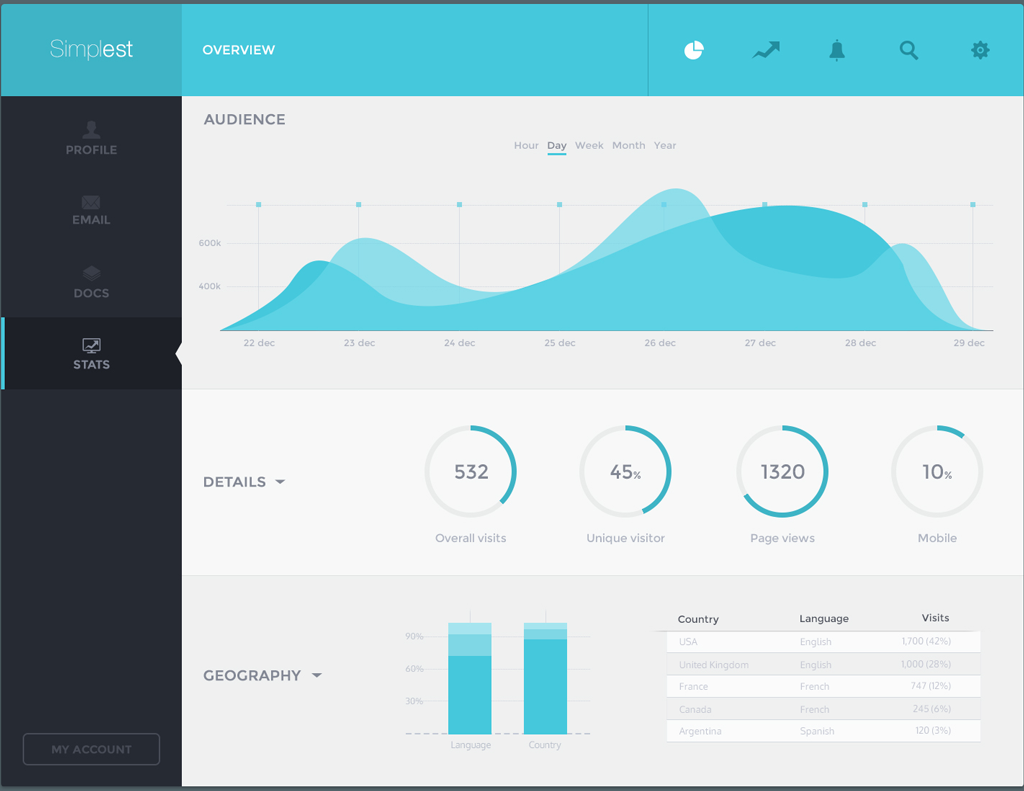 Simplest
OVERVIEW
PROFILE
EMAIL
DOCS
STATS
MY ACCOUNT
AUDIENCE
Hour Day Week Month Year
600k
400k
22 dec 23 dec 24 dec 25 dec 26 dec 27 dec 28 dec 29 dec
DETAILS
532 45% 1320 10%
Overall visits Unique visitor Page views Mobile
GEOGRAPHY
90%
60%
30%
Language Country
Country Language Visits
USA English 1,700 (42%)
United Kingdom English 1,000 (28%)
France French 747 (12%)
Canada French 245 (6%)
Argentina Spanish 120 (3%)